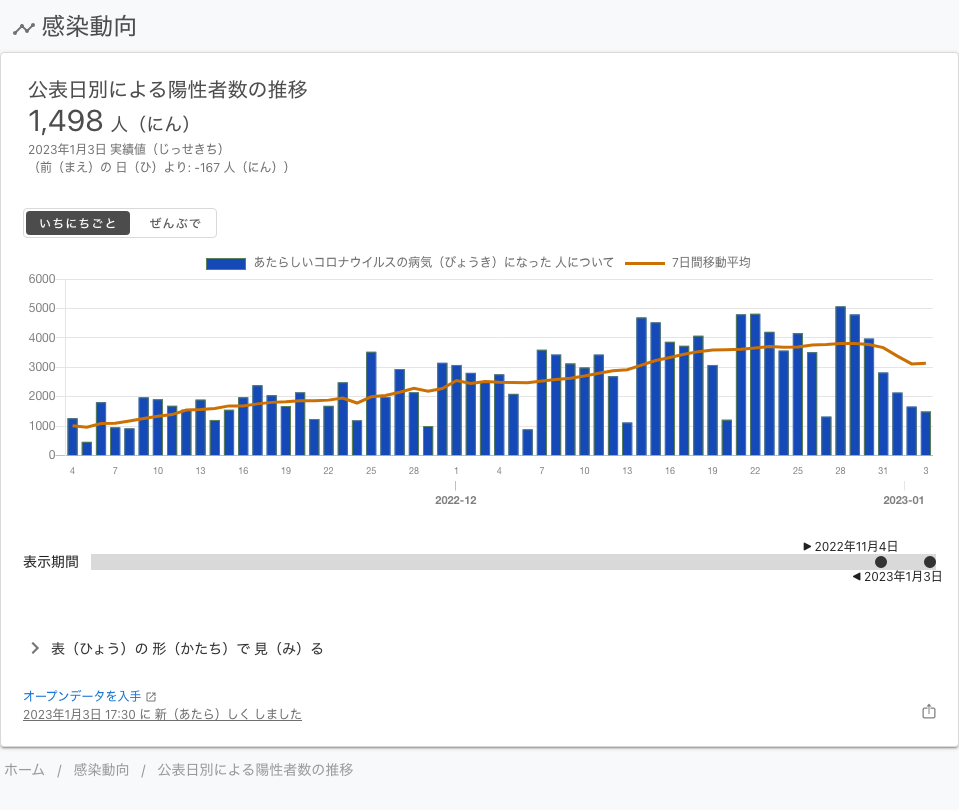 感染動向
公表日別による陽性者数の推移
1,498 人（にん）
2023年1月3日 実績値（じっせきち）
（前（まえ）の 日（ひ）より: -167 人（にん））
いちにちごと ぜんぶで
あたらしいコロナウイルスの病気（びょうき）になった 人について 7日間移動平均
6000
5000
4000
3000
2000
1000
0
4 7 10 13 16 19 22 25 28 1 4 7 10 13 16 19 22 25 28 31 3
2022-12 2023-01
▶ 2022年11月4日
表示期間
◀ 2023年1月3日
表（ひょう）の 形（かたち）で 見（み）る
オープンデータを入手
2023年1月3日 17:30 に 新（あたら）しく しました
ホーム / 感染動向 / 公表日別による陽性者数の推移